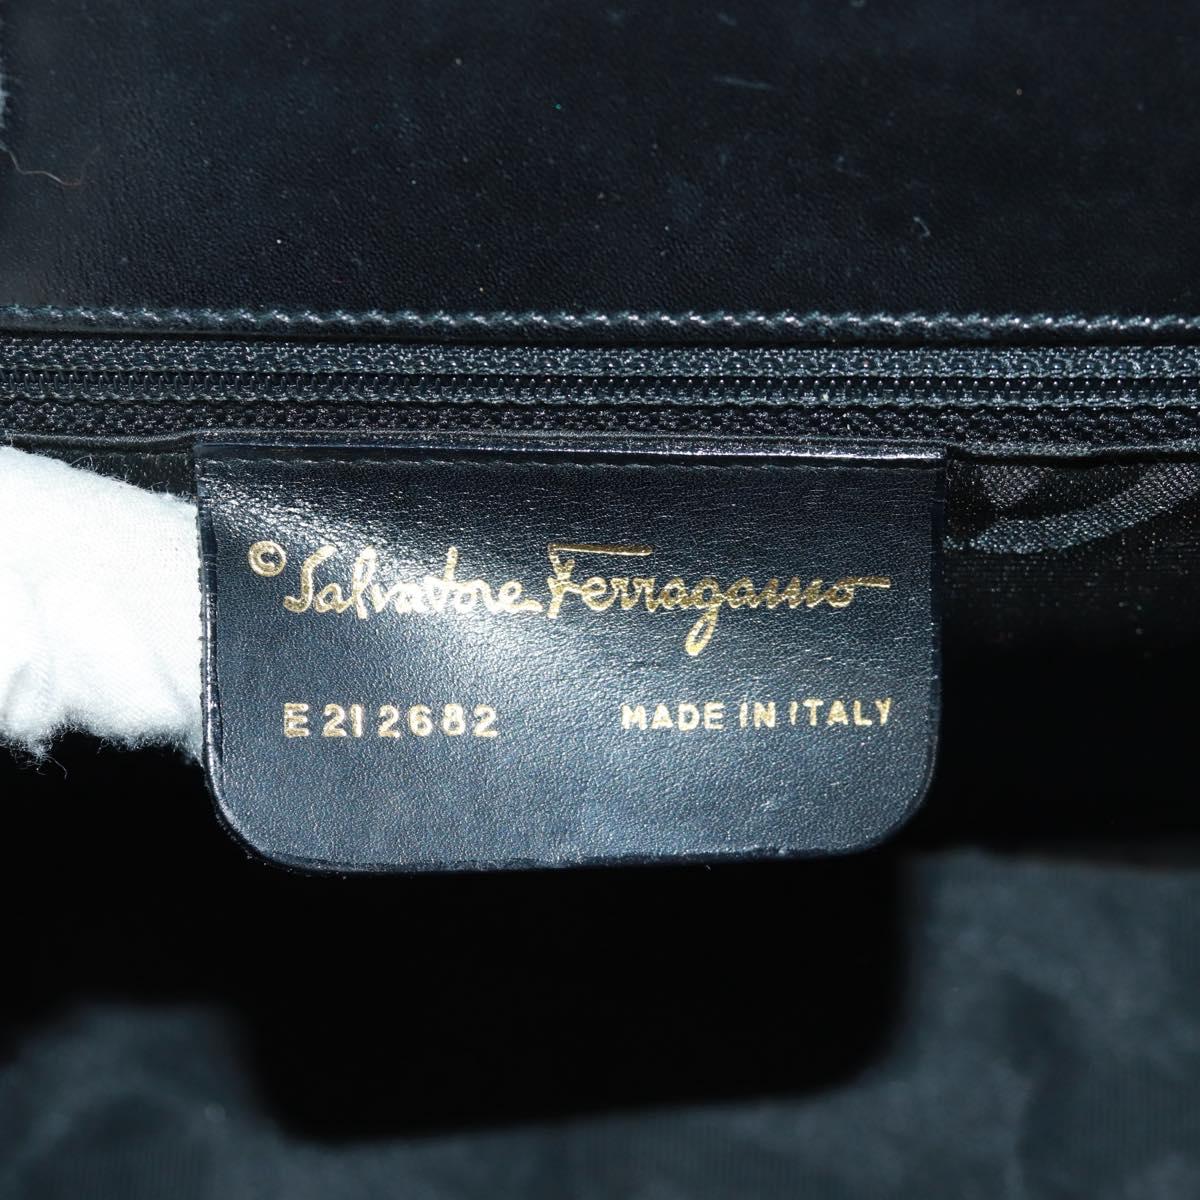 © Salvatore Ferragamo
E212682 MADE IN ITALY